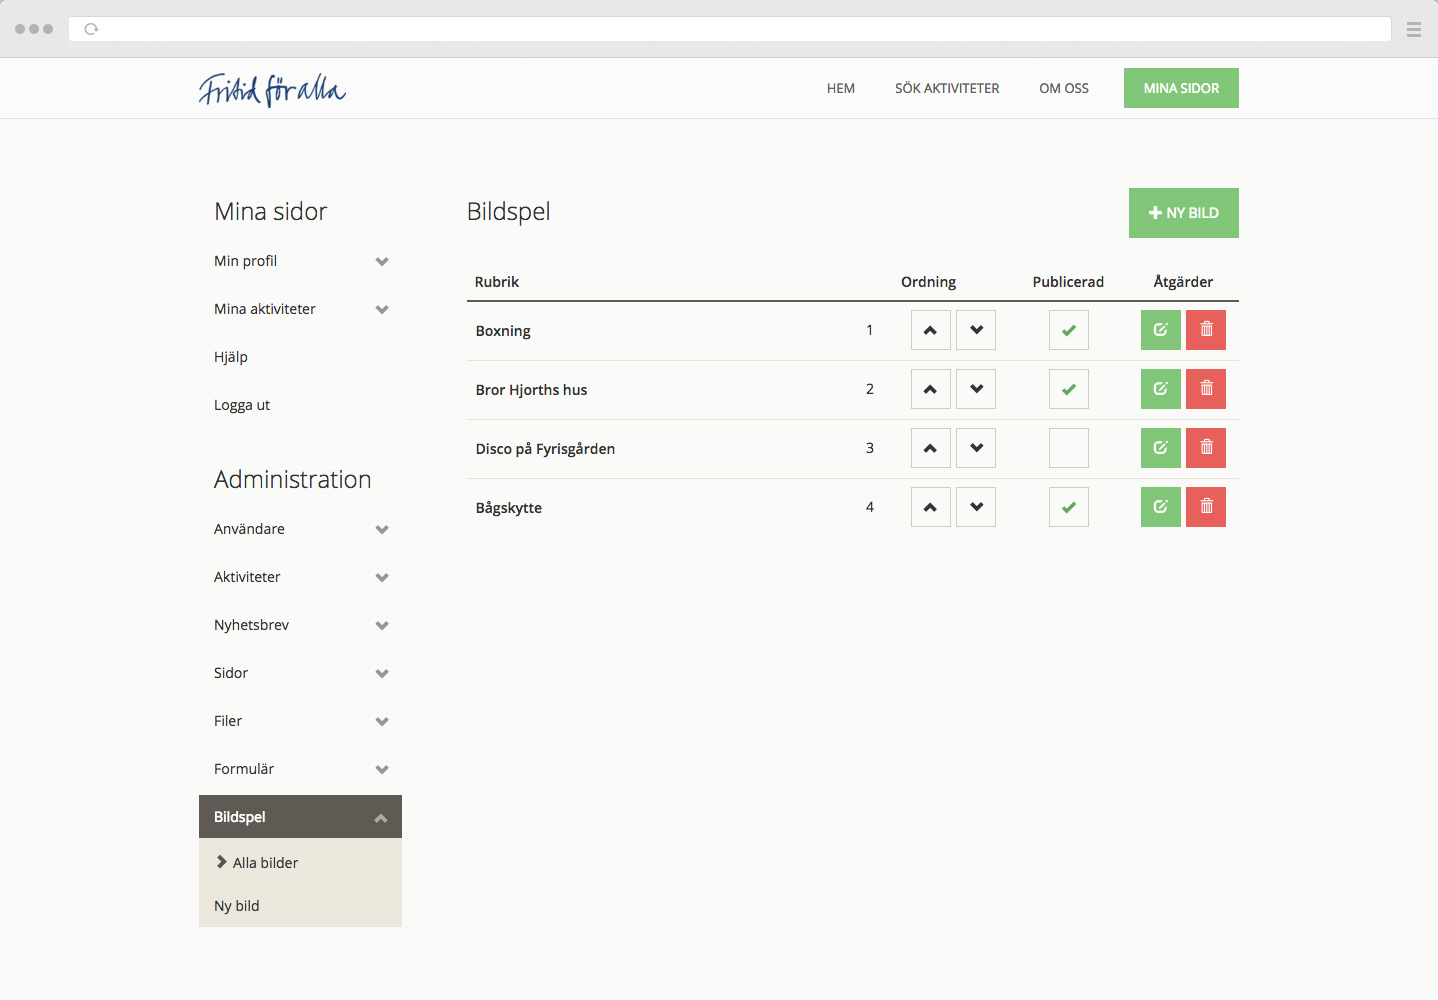 Fritid för alla
HEM SÖK AKTIVITETER OM OSS MINA SIDOR
Mina sidor
Min profil
Mina aktiviteter
Hjälp
Logga ut
Administration
Användare
Aktiviteter
Nyhetsbrev
Sidor
Filer
Formulär
Bildspel
Alla bilder
Ny bild
Bildspel
NY BILD
Rubrik Ordning Publicerad Åtgärder
Boxning 1
Bror Hjorths hus 2
Disco på Fyrisgården 3
Bågskytte 4